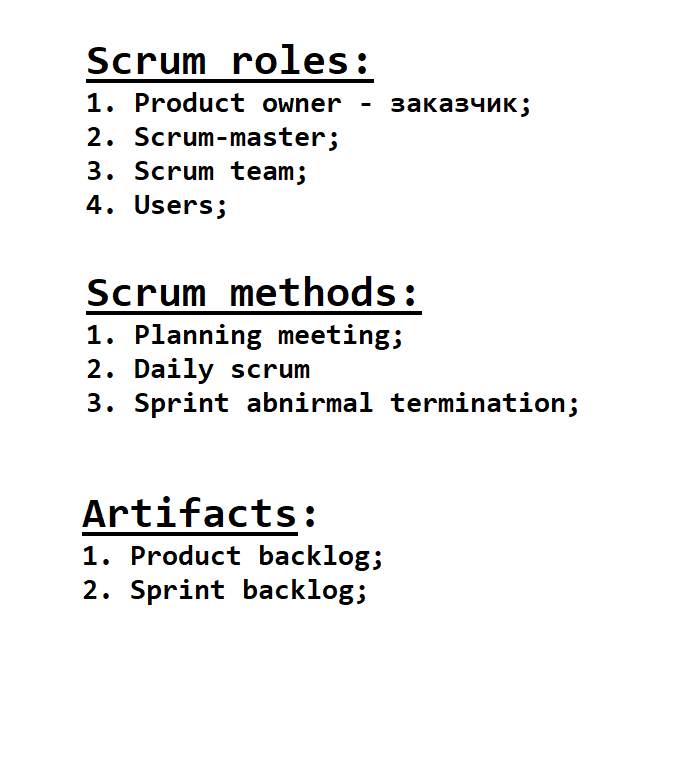 Scrum roles:
1. Product owner - заказчик;
2. Scrum-master;
3. Scrum team;
4. Users;
Scrum methods:
1. Planning meeting;
2. Daily scrum
3. Sprint abnirmal termination;
Artifacts:
1. Product backlog;
2. Sprint backlog;